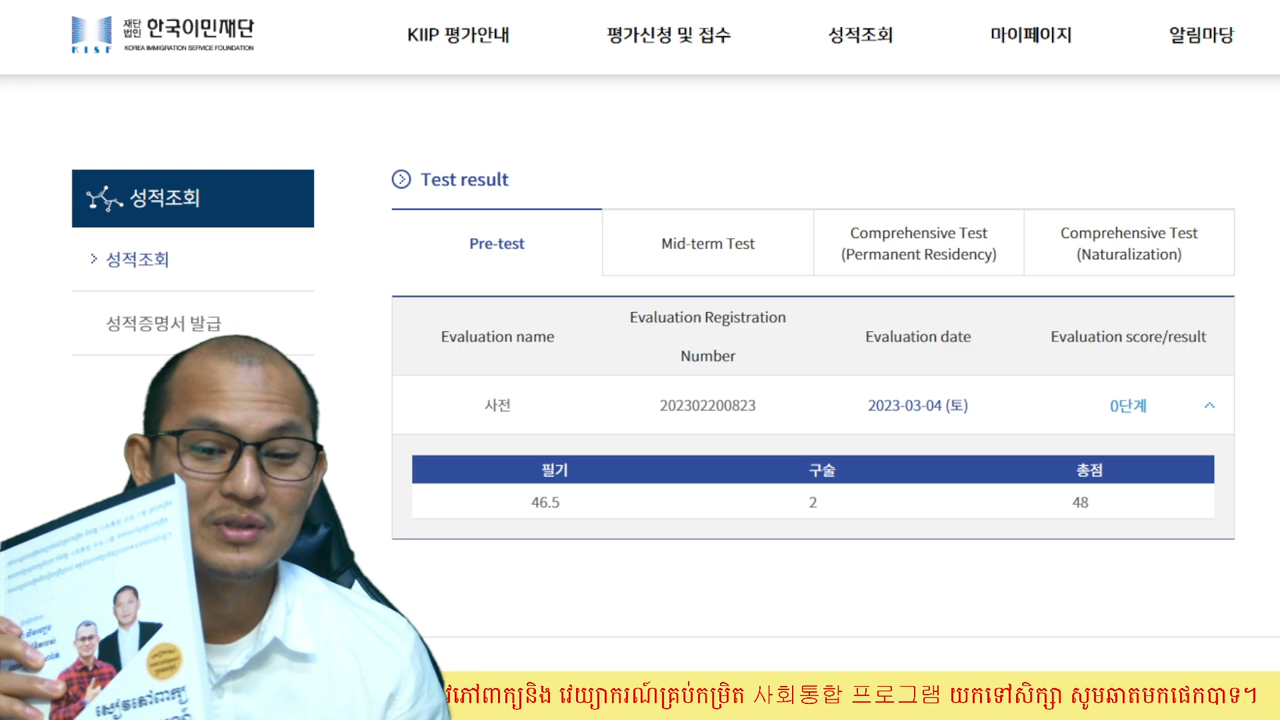 재단
법인 한국이민재단
KISF KOREA IMMIGRATION SERVICE FOUNDATION
KIIP 평가안내 평가신청 및 접수 성적조회 마이페이지 알림마당
성적조회
성적조회
성적증명서 발급
Test result
Pre-test
Mid-term Test
Comprehensive Test
(Permanent Residency)
Comprehensive Test
(Naturalization)
Evaluation name
Evaluation Registration
Number
Evaluation date
Evaluation score/result
사전 202302200823 2023-03-04 (토) 0단계
필기 구술 총점
46.5 2 48
វេភៅពាក្យនិង វេយ្យាករណ៍គ្រប់កម្រិត 사회통합 프로그램 យកទៅសិក្សា សូមឆាតមកផេកបាទ។